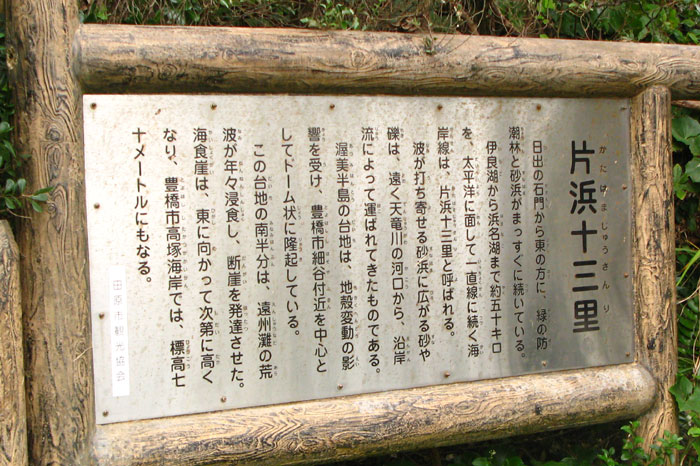 片浜十三里
かたはまじゅうさんり
日出の石門から東の方に、緑の防
潮林と砂浜がまっすぐに続いている。
伊良湖から浜名湖まで約五十キロ
を、太平洋に面して一直線に続く海
岸線は、片浜十三里と呼ばれる。
波が打ち寄せる砂浜に広がる砂や
礫は、遠く天竜川の河口から、沿岸
流によって運ばれてきたものである。
渥美半島の台地は、地殻変動の影
響を受け、豊橋市細谷付近を中心と
してドーム状に隆起している。
この台地の南半分は、遠州灘の荒
波が年々浸食し、断崖を発達させた。
海食崖は、東に向かって次第に高く
なり、豊橋市高塚海岸では、標高七
十メートルにもなる。
田原市観光協会